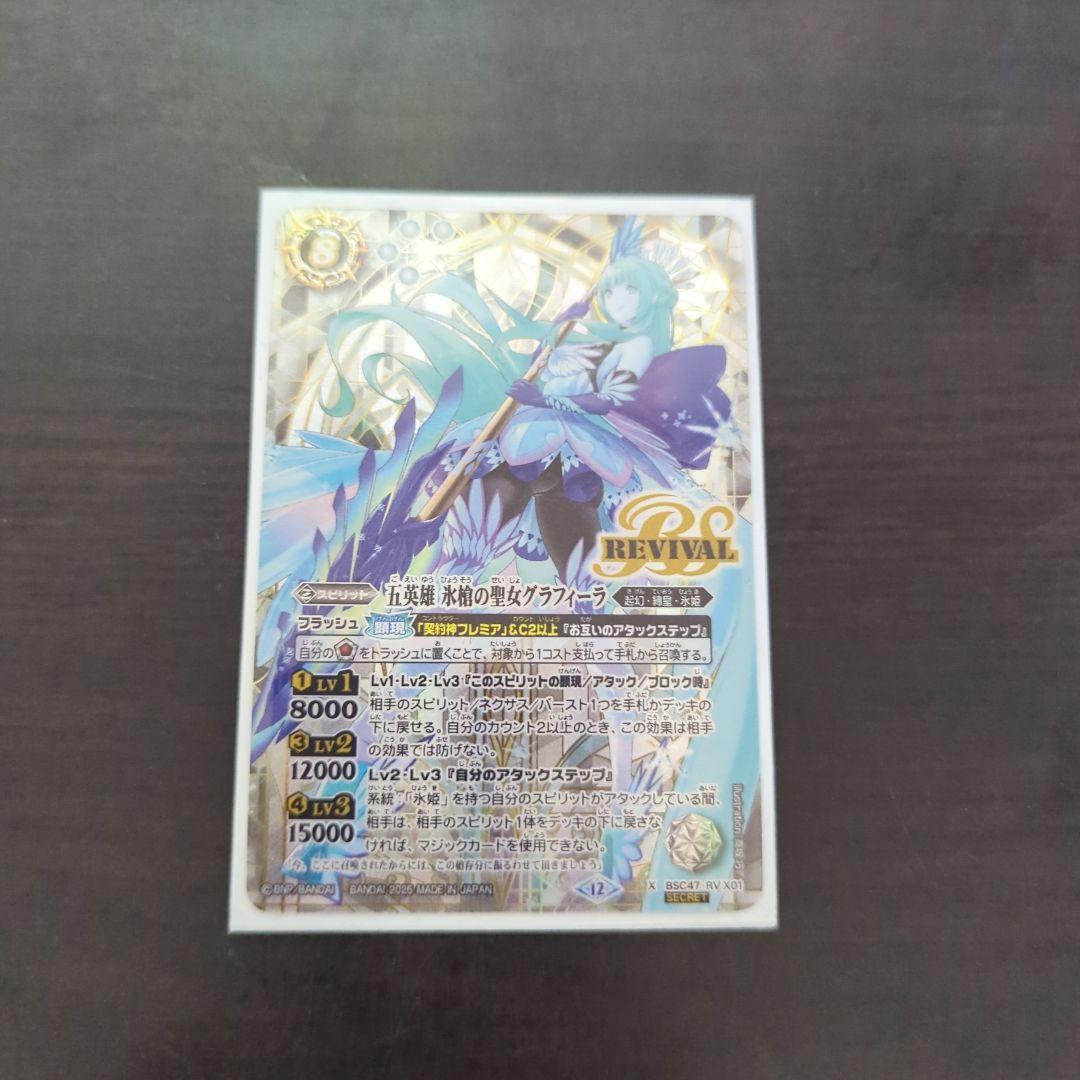 8
BS
REVIVAL
スピリット 五英雄 氷槍の聖女グラフィーラ 起幻・締皇・氷姫
フラッシュ 顕現 「契約神プレミア」&C2以上『お互いのアタックステップ』
自分の をトラッシュに置くことで、対象から1コスト支払って手札から召喚する。
1 LV1 8000
Lv1・Lv2・Lv3『このスピリットの顕現/アタック/ブロック時』
相手のスピリット/ネクサス/バースト1つを手札かデッキの
下に戻せる。自分のカウント2以上のとき、この効果は相手
の効果では防げない。
3 LV2 12000
Lv2・Lv3『自分のアタックステップ』
系統:「氷姫」を持つ自分のスピリットがアタックしている間、
4 LV3 15000
相手は、相手のスピリット1体をデッキの下に戻さな
ければ、マジックカードを使用できない。
今、ここに召喚されたからには、この槍存分に振るわせて頂きましょう。
©BNP/BANDAI BANDAI 2025 MADE IN JAPAN
12
X BSC47-RV X01
SECRET